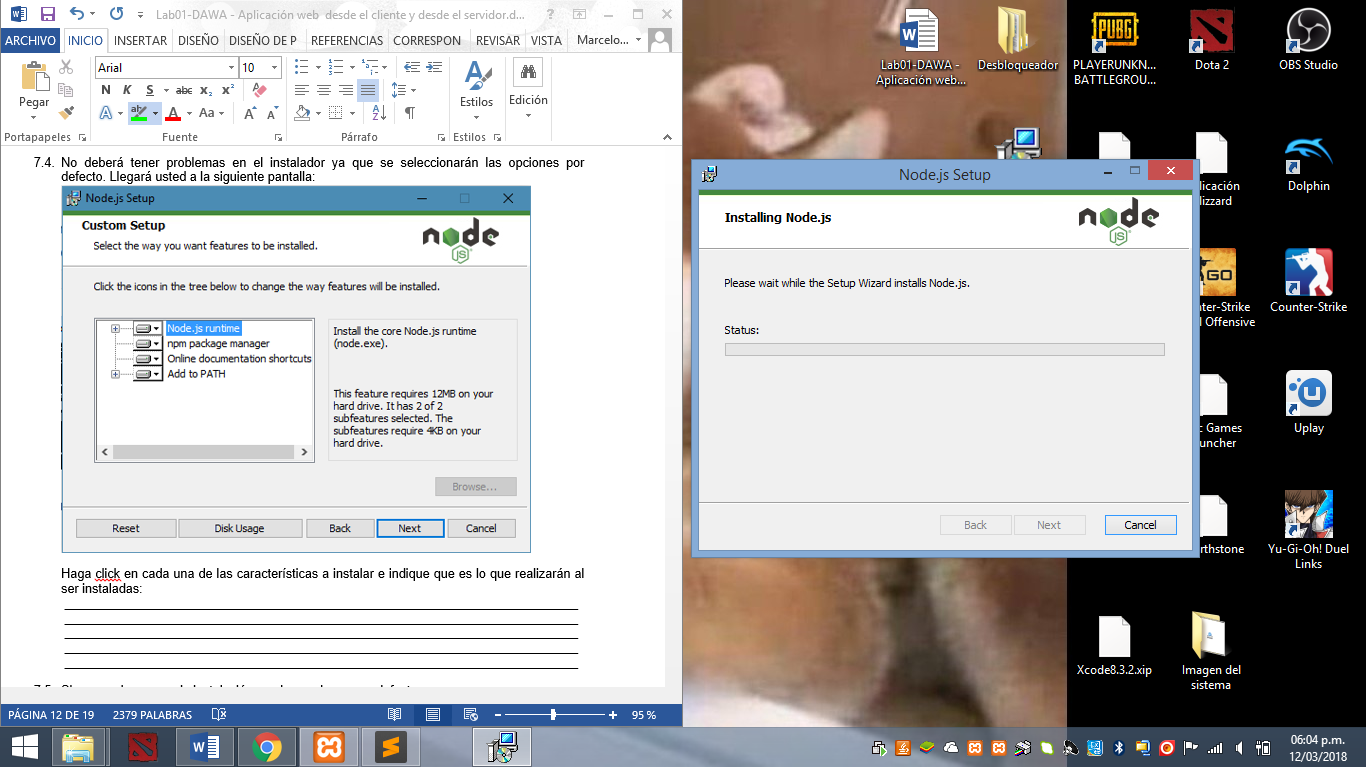 Lab01-DAWA - Aplicación web desde el cliente y desde el servidor.d...
?
ARCHIVO
INICIO
INSERTAR
DISEÑO
DISEÑO DE P
REFERENCIAS
CORRESPON
REVISAR
VISTA
Marcelo...
Pegar
Arial
10
N K S abc x₂ x²
A
ab
A
Aa
A
A
Estilos
Edición
Portapapeles
Fuente
Párrafo
Estilos
7.4. No deberá tener problemas en el instalador ya que se seleccionarán las opciones por
defecto. Llegará usted a la siguiente pantalla:
Node.js Setup
Custom Setup
Select the way you want features to be installed.
node
JS
Click the icons in the tree below to change the way features will be installed.
Node.js runtime
npm package manager
Online documentation shortcuts
Add to PATH
Install the core Node.js runtime
(node.exe).
This feature requires 12MB on your
hard drive. It has 2 of 2
subfeatures selected. The
subfeatures require 4KB on your
hard drive.
Browse...
Reset
Disk Usage
Back
Next
Cancel
Haga click en cada una de las características a instalar e indique que es lo que realizarán al
ser instaladas:
PÁGINA 12 DE 19
2379 PALABRAS
95 %
Lab01-DAWA -
Aplicación web...
Desbloqueador
PUBG
PLAYERUNKN...
BATTLEGROU...
Dota 2
OBS Studio
licación
lizzard
Dolphin
GO
nter-Strike
l Offensive
Counter-Strike
c Games
uncher
Uplay
rthstone
Yu-Gi-Oh! Duel
Links
Xcode8.3.2.xip
Imagen del
sistema
Node.js Setup
Installing Node.js
node
JS
Please wait while the Setup Wizard installs Node.js.
Status:
Back
Next
Cancel
06:04 p.m.
12/03/2018